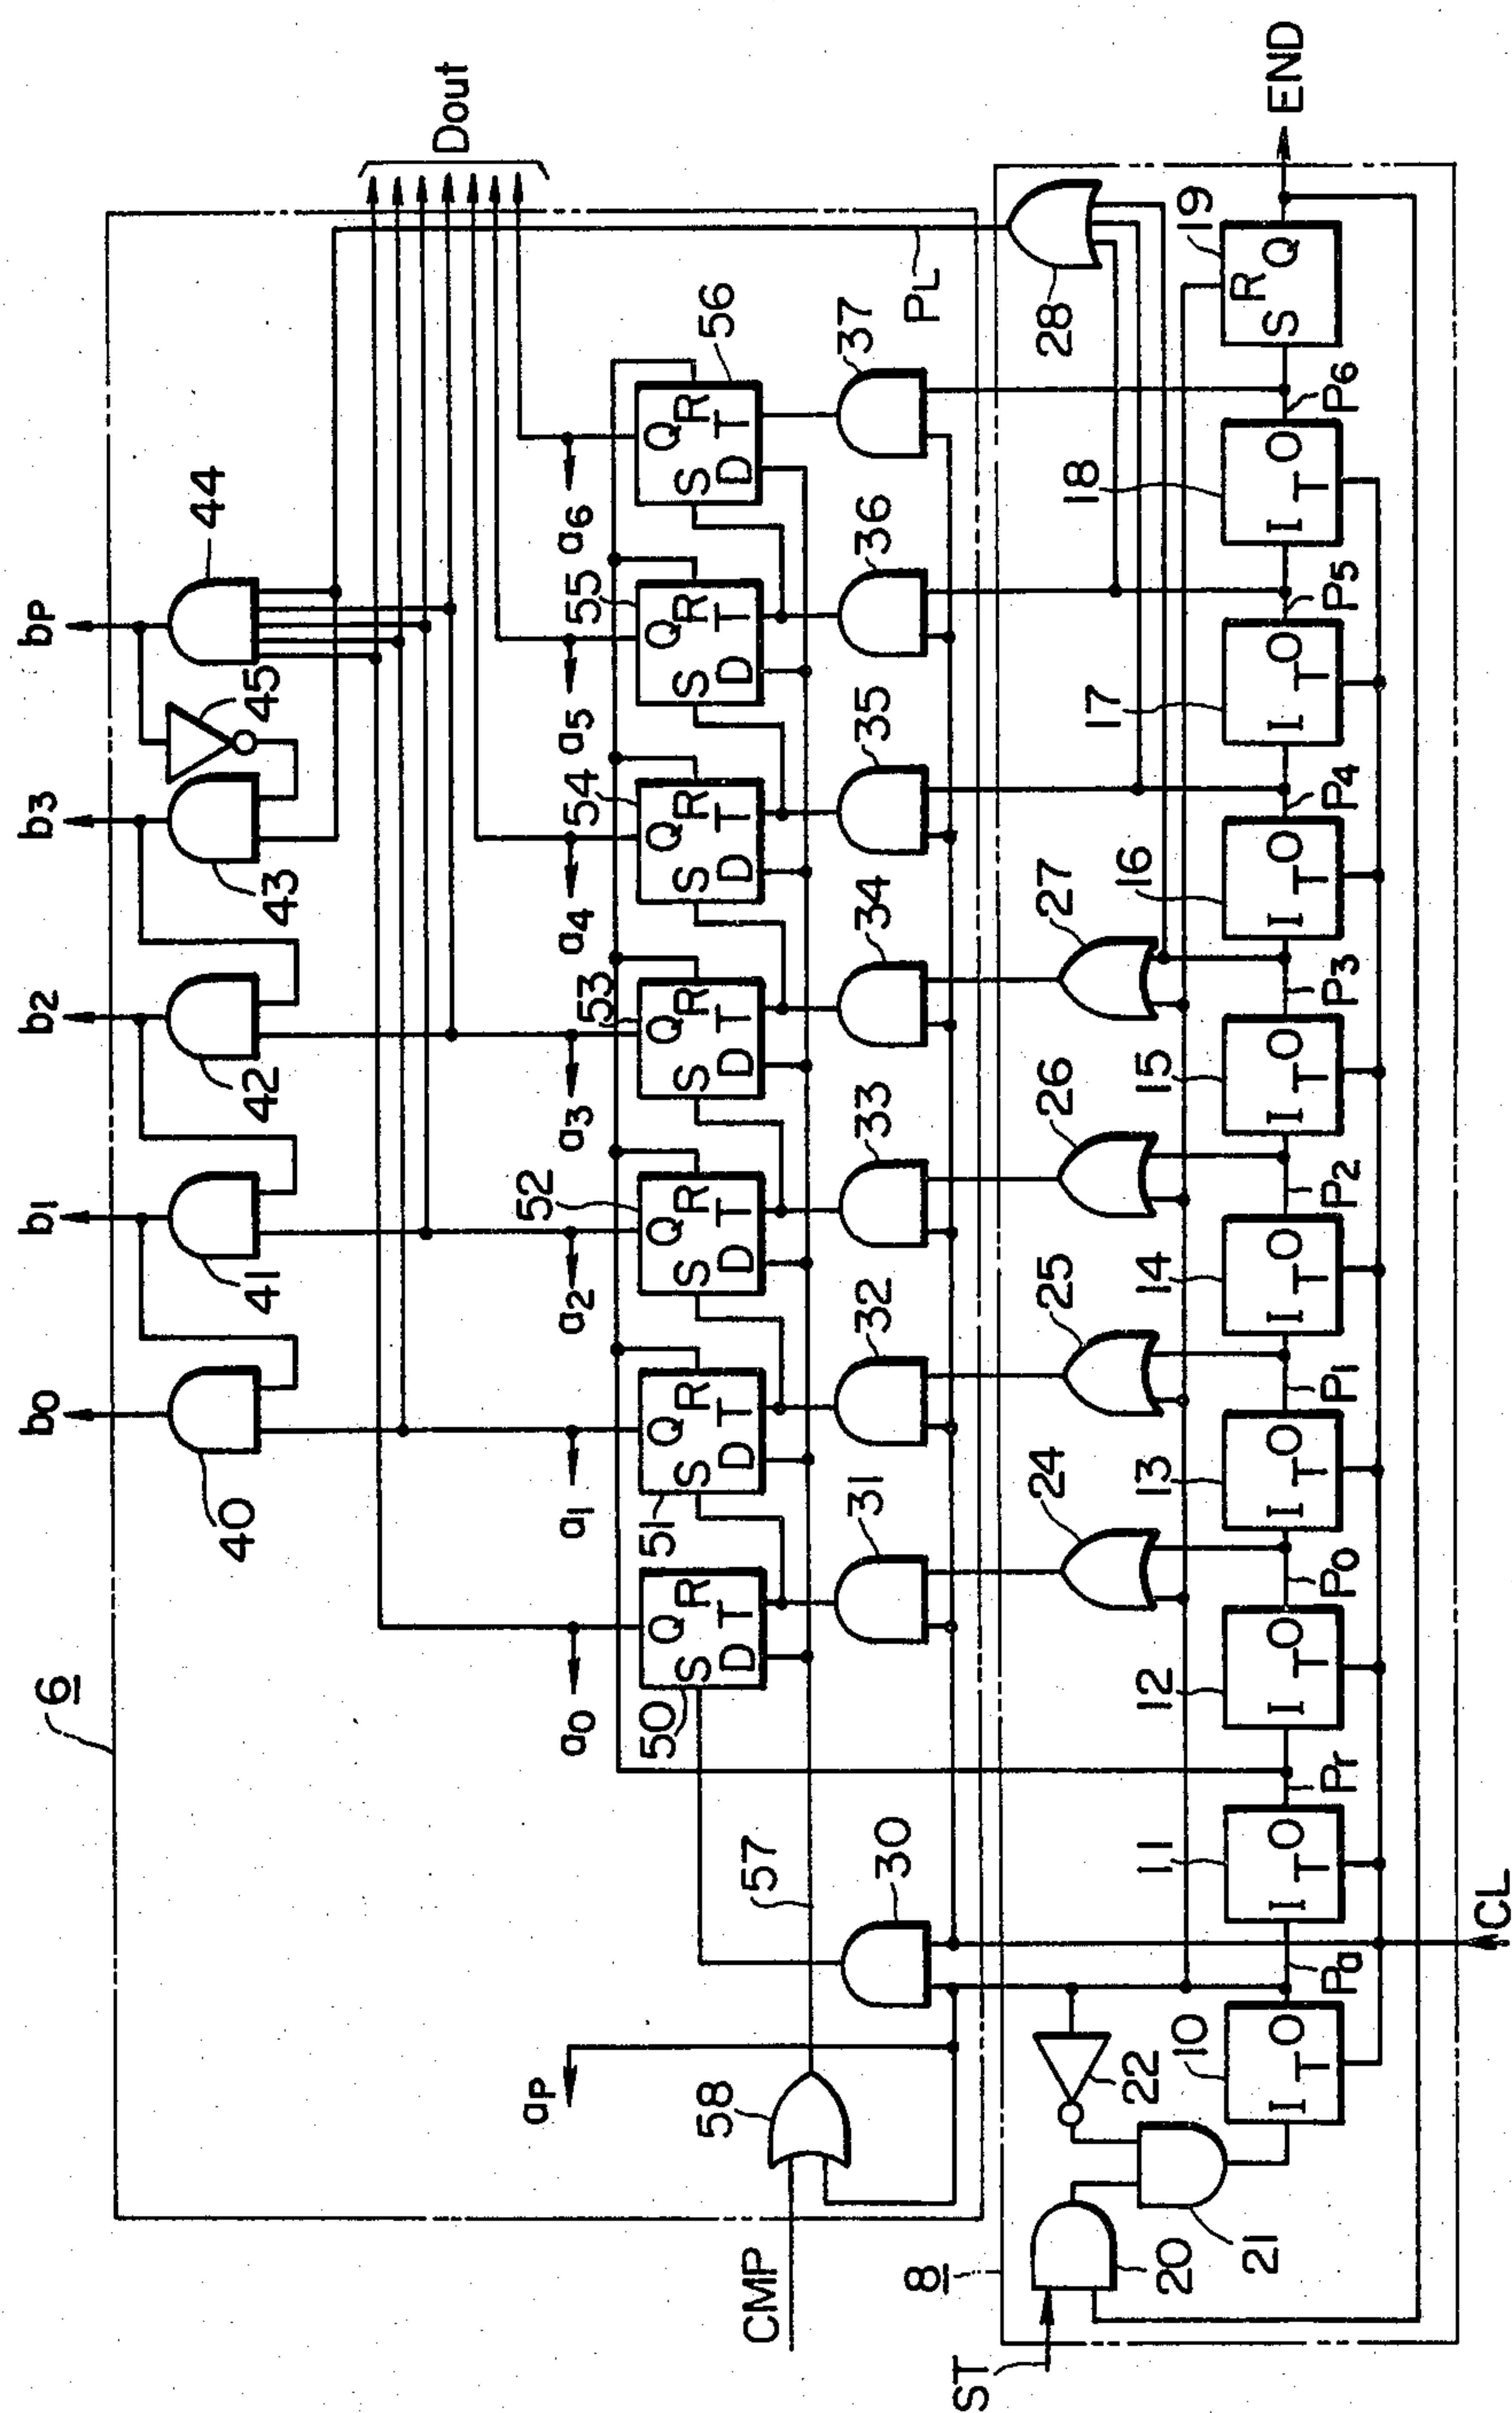 6
bo
b1
b2
b3
bP
40
41
42
43
45
44
Dout
aP
ao
a1
a2
a3
a4
a5
a6
CMP
58
57
50
51
52
53
54
55
56
S Q R D T
S Q R D T
S Q R D T
S Q R D T
S Q R D T
S Q R D T
S Q R D T
30
31
32
33
34
35
36
37
PL
8
ST
20
21
22
24
25
26
27
28
10
11
12
13
14
15
16
17
18
19
I T O
I T O
I T O
I T O
I T O
I T O
I T O
I T O
I T O
S R Q
Pa
Pr
Po
P1
P2
P3
P4
P5
P6
CL
END